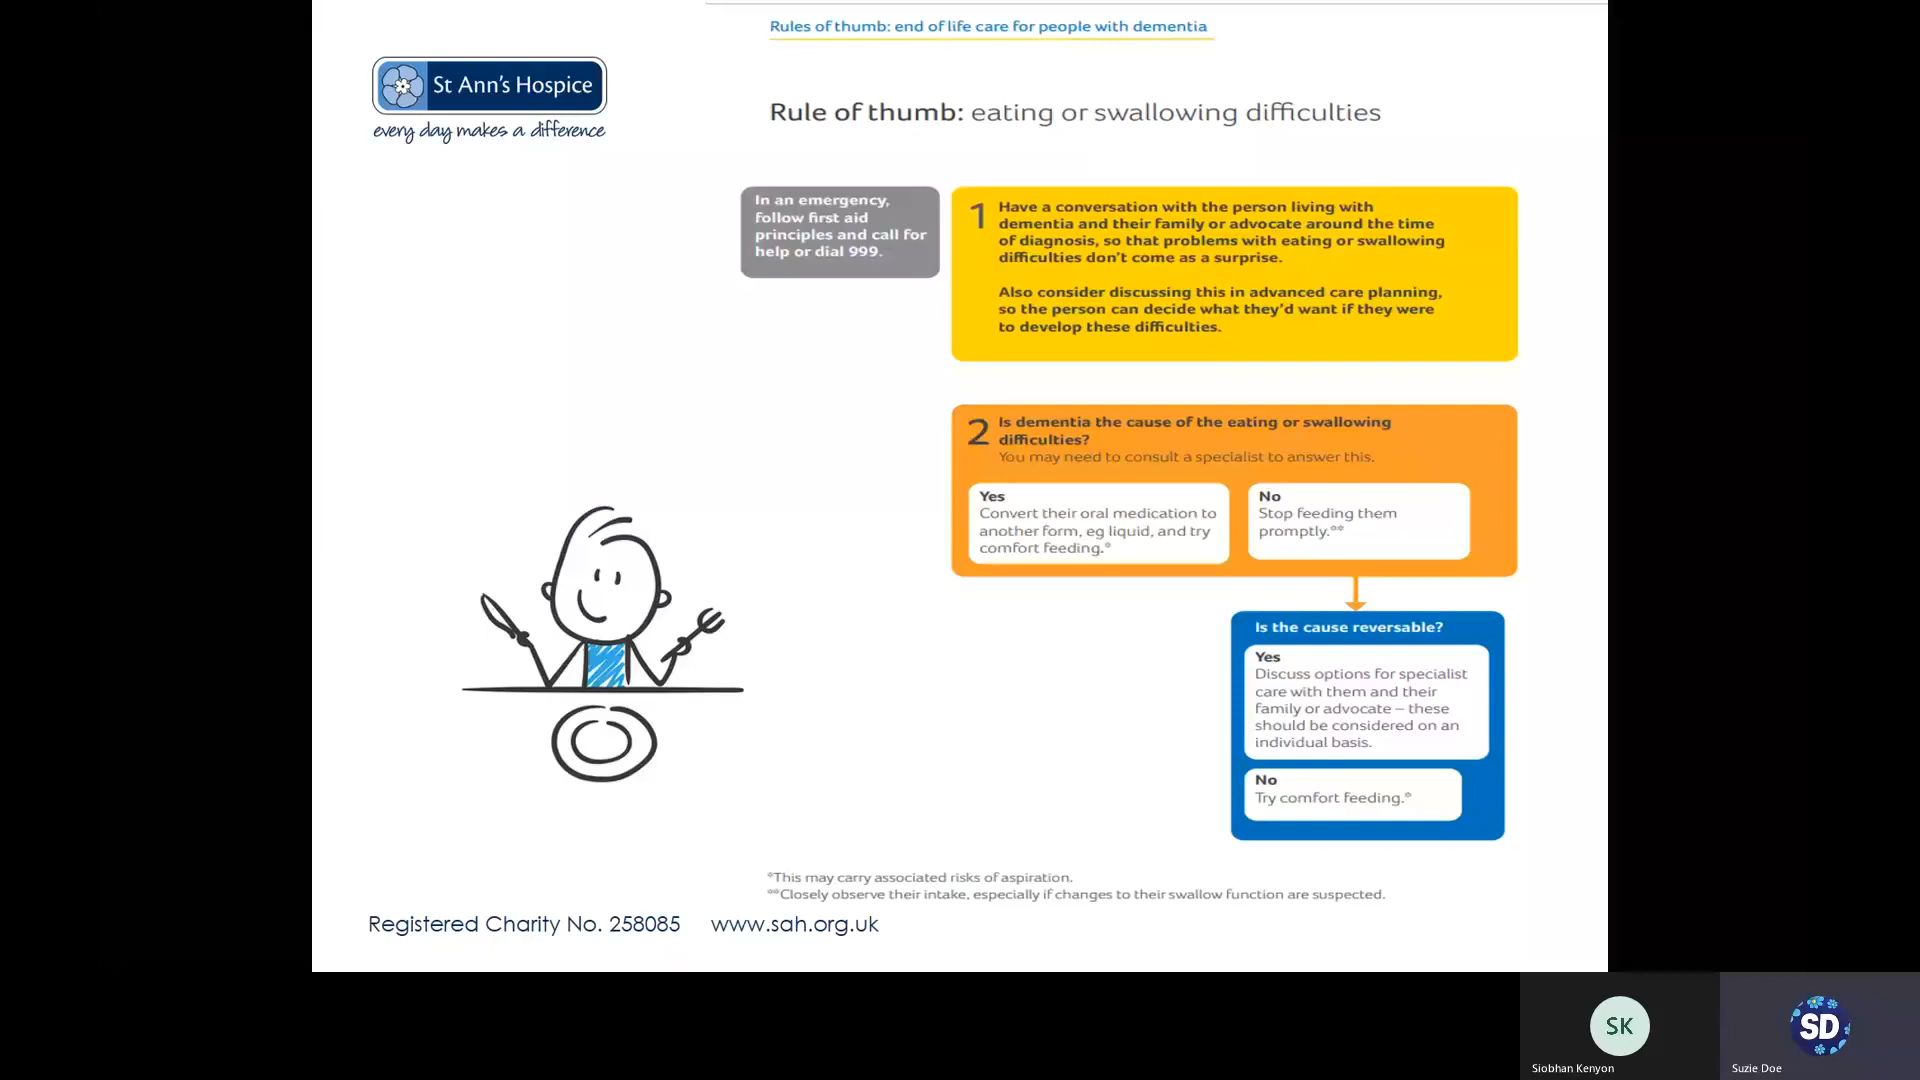 Rules of thumb: end of life care for people with dementia
St Ann's Hospice
every day makes a difference
Rule of thumb: eating or swallowing difficulties
In an emergency,
follow first aid
principles and call for
help or dial 999.
1
Have a conversation with the person living with
dementia and their family or advocate around the time
of diagnosis, so that problems with eating or swallowing
difficulties don't come as a surprise.
Also consider discussing this in advanced care planning,
so the person can decide what they'd want if they were
to develop these difficulties.
2
Is dementia the cause of the eating or swallowing
difficulties?
You may need to consult a specialist to answer this.
Yes
Convert their oral medication to
another form, eg liquid, and try
comfort feeding.*
No
Stop feeding them
promptly.**
Is the cause reversable?
Yes
Discuss options for specialist
care with them and their
family or advocate – these
should be considered on an
individual basis.
No
Try comfort feeding.*
*This may carry associated risks of aspiration.
**Closely observe their intake, especially if changes to their swallow function are suspected.
Registered Charity No. 258085 www.sah.org.uk
SK
Siobhan Kenyon
SD
Suzie Doe